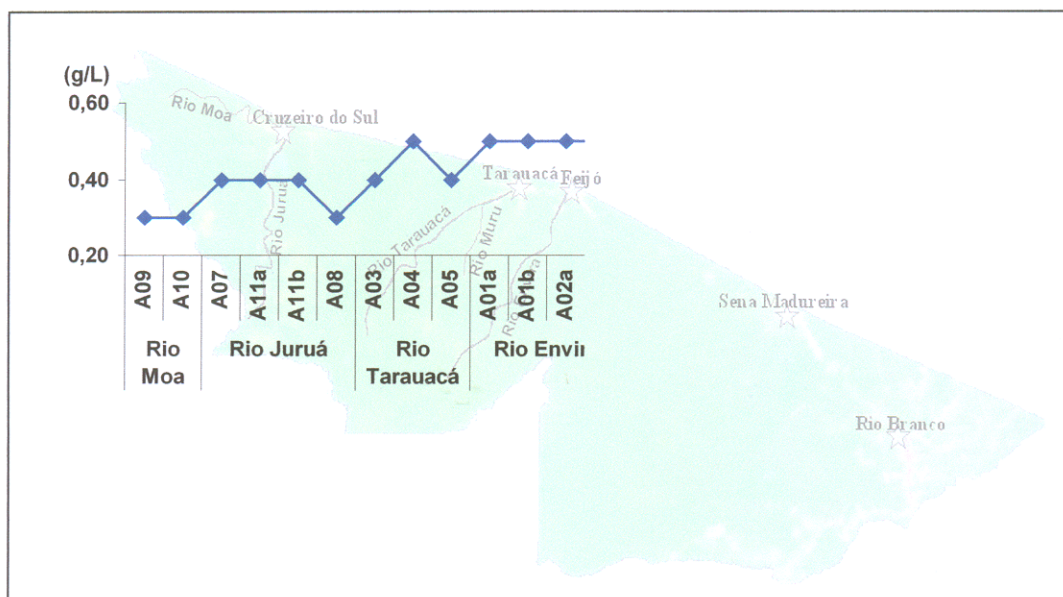 (g/L)
0,60
0,40
0,20
Rio Moa
Cruzeiro do Sul
Rio Juruá
Tarauacá
Feijó
Rio Tarauacá
Rio Muru
Sena Madureira
Rio Branco
A09
A10
A07
A11a
A11b
A08
A03
A04
A05
A01a
A01b
A02a
Rio
Moa
Rio Juruá
Rio
Tarauacá
Rio Envir